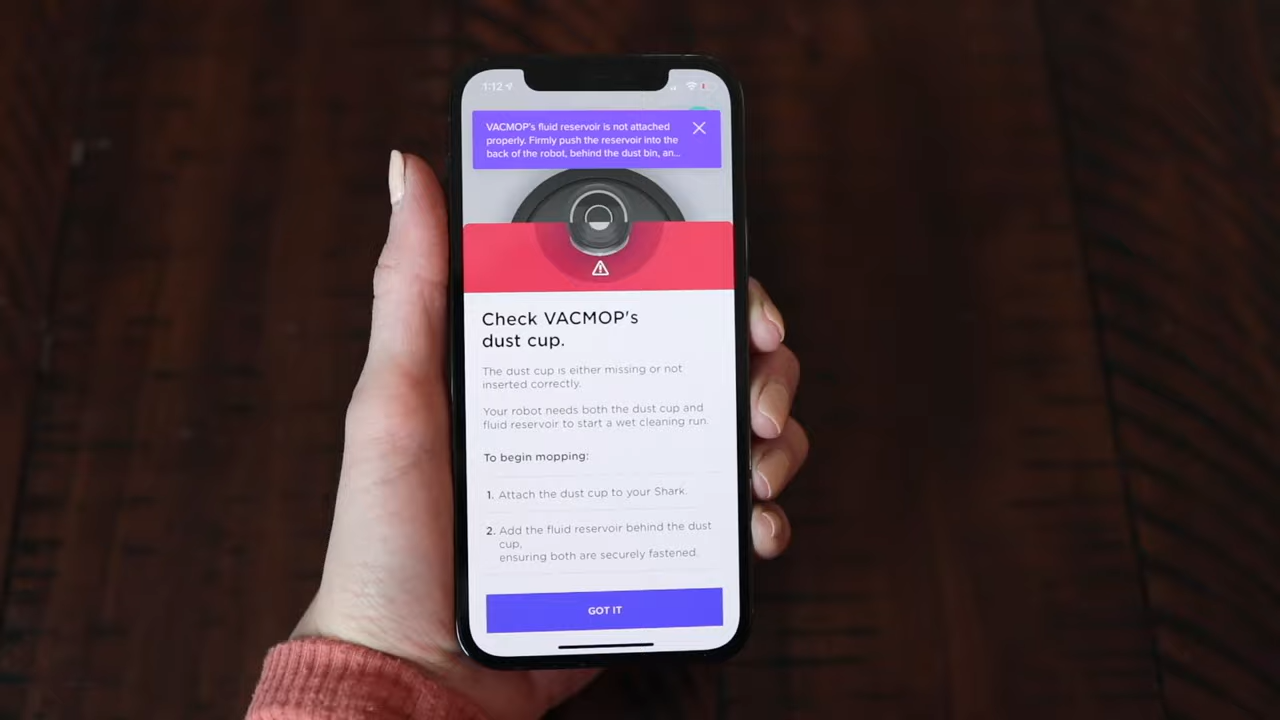 1:12
VACMOP's fluid reservoir is not attached
properly. Firmly push the reservoir into the
back of the robot, behind the dust bin, an...
Check VACMOP's
dust cup.
The dust cup is either missing or not
inserted correctly.
Your robot needs both the dust cup and
fluid reservoir to start a wet cleaning run.
To begin mopping:
1. Attach the dust cup to your Shark.
2. Add the fluid reservoir behind the dust
cup,
ensuring both are securely fastened.
GOT IT